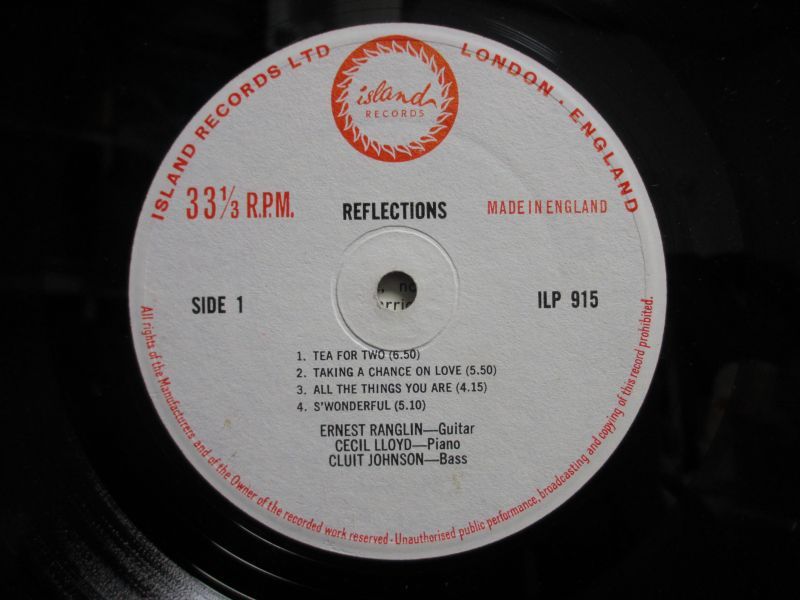 ISLAND RECORDS LTD LONDON · ENGLAND
island
RECORDS
33⅓ R.P.M.
REFLECTIONS
MADE IN ENGLAND
SIDE 1
ILP 915
1. TEA FOR TWO (6.50)
2. TAKING A CHANCE ON LOVE (5.50)
3. ALL THE THINGS YOU ARE (4.15)
4. S'WONDERFUL (5.10)
ERNEST RANGLIN—Guitar
CECIL LLOYD—Piano
CLUIT JOHNSON—Bass
All rights of the Manufacturers and of the Owner of the recorded work reserved - Unauthorised public performance, broadcasting and copying of this record prohibited.